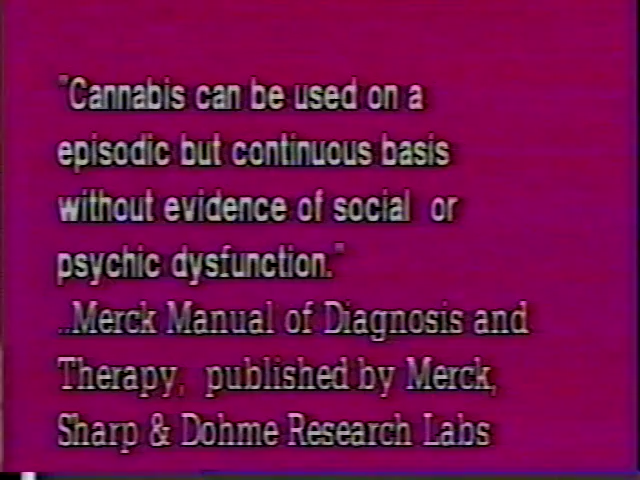 "Cannabis can be used on a
episodic but continuous basis
without evidence of social or
psychic dysfunction."
..Merck Manual of Diagnosis and
Therapy, published by Merck,
Sharp & Dohme Research Labs